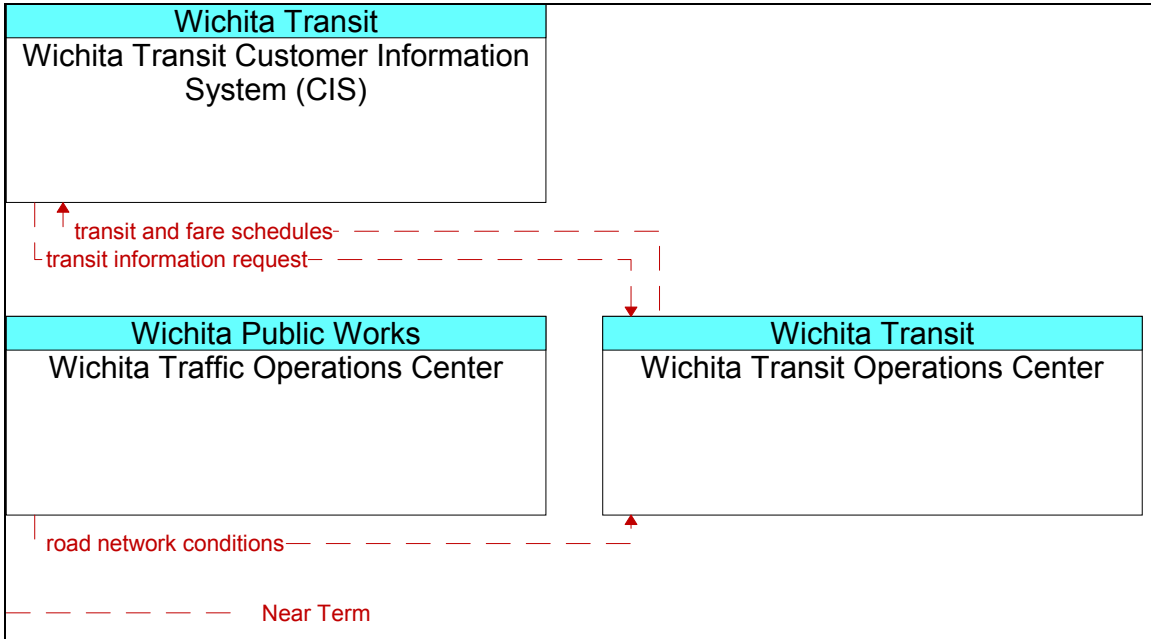 Wichita Transit
Wichita Transit Customer Information
System (CIS)
transit and fare schedules
transit information request
Wichita Public Works
Wichita Traffic Operations Center
Wichita Transit
Wichita Transit Operations Center
road network conditions
Near Term